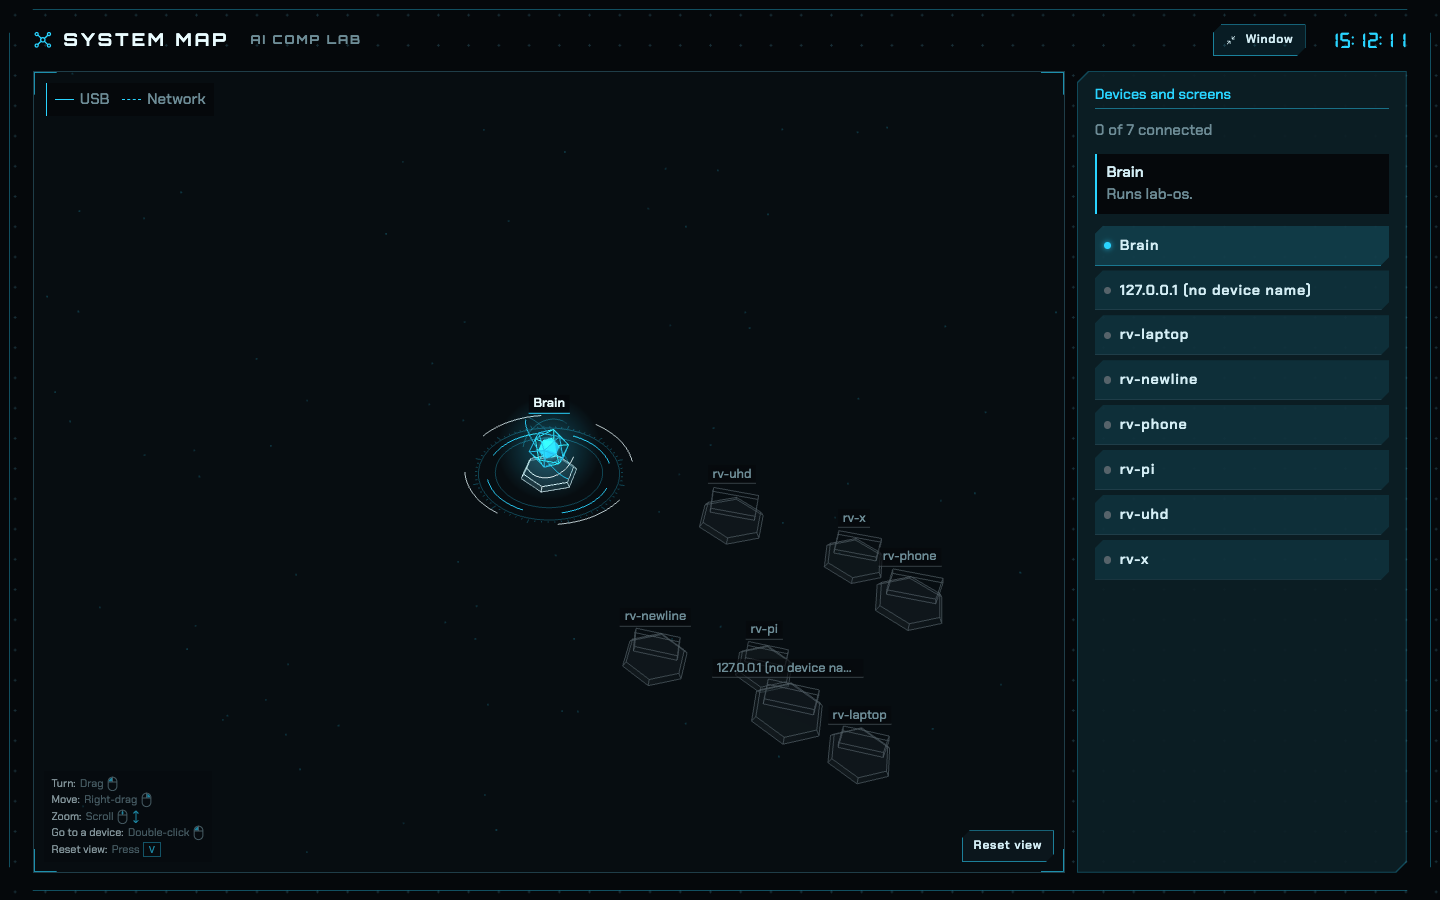 SYSTEM MAP AI COMP LAB
Window
15:12:11
USB Network
Brain
rv-uhd
rv-x
rv-phone
rv-newline
rv-pi
127.0.0.1 (no device na...
rv-laptop
Turn: Drag
Move: Right-drag
Zoom: Scroll
Go to a device: Double-click
Reset view: Press V
Reset view
Devices and screens
0 of 7 connected
Brain
Runs lab-os.
Brain
127.0.0.1 (no device name)
rv-laptop
rv-newline
rv-phone
rv-pi
rv-uhd
rv-x